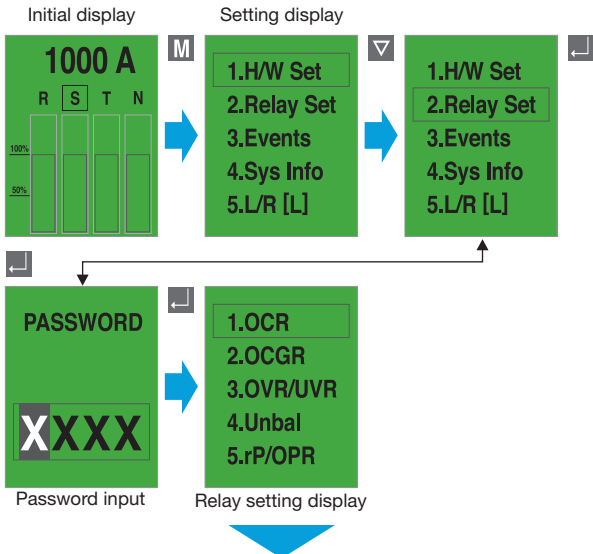 Initial display
Setting display
1000 A
R S T N
100%
50%
M
1.H/W Set
2.Relay Set
3.Events
4.Sys Info
5.L/R [L]
1.H/W Set
2.Relay Set
3.Events
4.Sys Info
5.L/R [L]
PASSWORD
XXXX
Password input
1.OCR
2.OCGR
3.OVR/UVR
4.Unbal
5.rP/OPR
Relay setting display